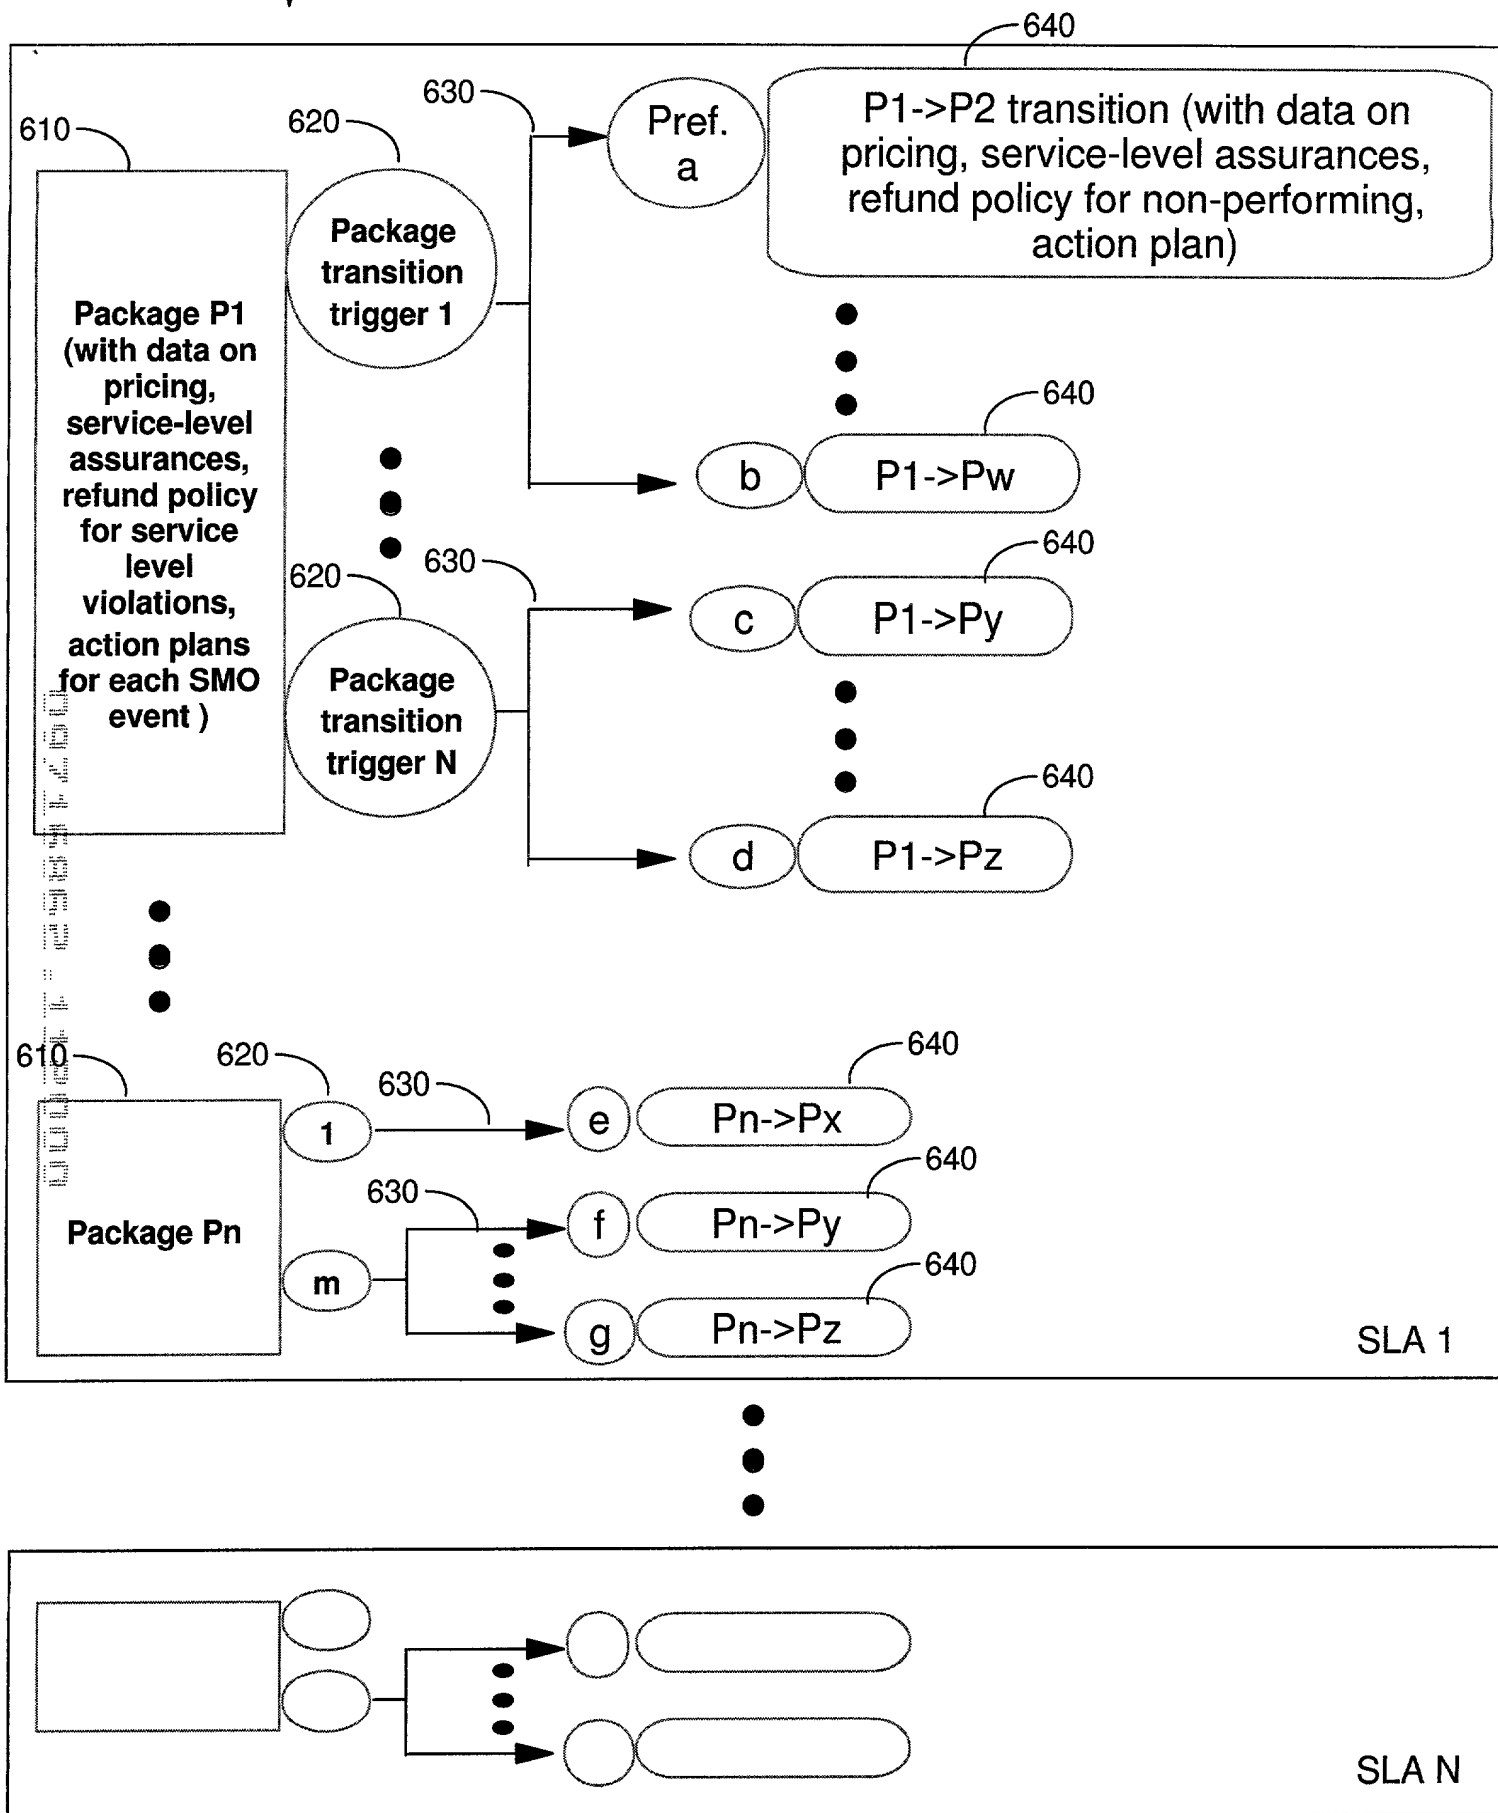 640
630
620
610
Pref.
a
P1->P2 transition (with data on
pricing, service-level assurances,
refund policy for non-performing,
action plan)
Package
transition
trigger 1
Package P1
(with data on
pricing,
service-level
assurances,
refund policy
for service
level
violations,
action plans
for each SMO
event )
640
b
P1->Pw
640
630
620
c
P1->Py
Package
transition
trigger N
640
d
P1->Pz
610
620
630
640
1
e
Pn->Px
640
630
Package Pn
f
Pn->Py
640
m
g
Pn->Pz
SLA 1
SLA N